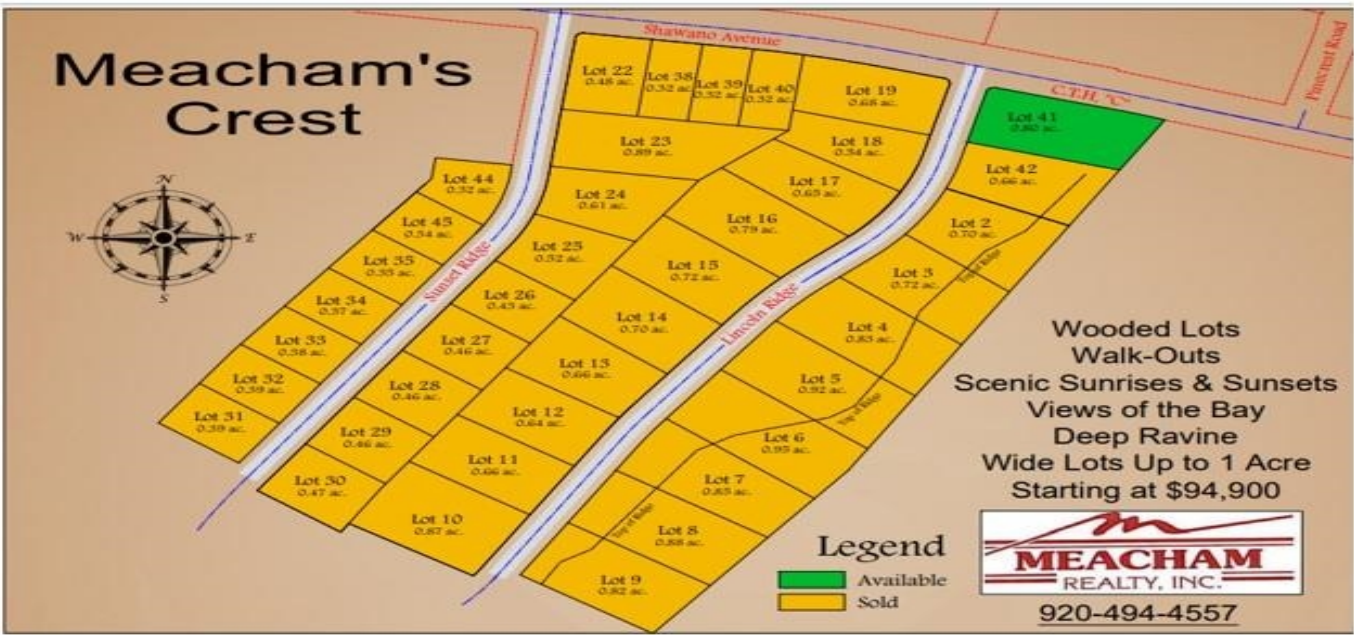 Meacham's
Crest
Shawano Avenue
C.T.H. "C"
Pinecrest Road
Lot 22
0.48 ac.
Lot 38
0.32 ac.
Lot 39
0.32 ac.
Lot 40
0.32 ac.
Lot 19
0.68 ac.
Lot 41
0.80 ac.
Lot 23
0.89 ac.
Lot 18
0.54 ac.
Lot 42
0.66 ac.
Lot 44
0.52 ac.
Lot 24
0.61 ac.
Lot 17
0.65 ac.
N
W
E
S
Lot 45
0.54 ac.
Lot 16
0.79 ac.
Lot 2
0.70 ac.
Lot 35
0.55 ac.
Sunset Ridge
Lot 25
0.52 ac.
Lot 15
0.72 ac.
Lot 3
0.72 ac.
Top of Ridge
Lot 34
0.37 ac.
Lot 26
0.43 ac.
Lot 14
0.70 ac.
Lincoln Ridge
Lot 4
0.83 ac.
Lot 33
0.38 ac.
Lot 27
0.46 ac.
Lot 13
0.66 ac.
Lot 5
0.92 ac.
Lot 32
0.39 ac.
Lot 28
0.46 ac.
Lot 12
0.64 ac.
Top of Ridge
Lot 31
0.39 ac.
Lot 29
0.46 ac.
Lot 11
0.66 ac.
Lot 6
0.95 ac.
Lot 30
0.47 ac.
Lot 10
0.87 ac.
Lot 7
0.85 ac.
Top of Ridge
Lot 8
0.88 ac.
Lot 9
0.82 ac.
Wooded Lots
Walk-Outs
Scenic Sunrises & Sunsets
Views of the Bay
Deep Ravine
Wide Lots Up to 1 Acre
Starting at $94,900
Legend
Available
Sold
MEACHAM
REALTY, INC.
920-494-4557